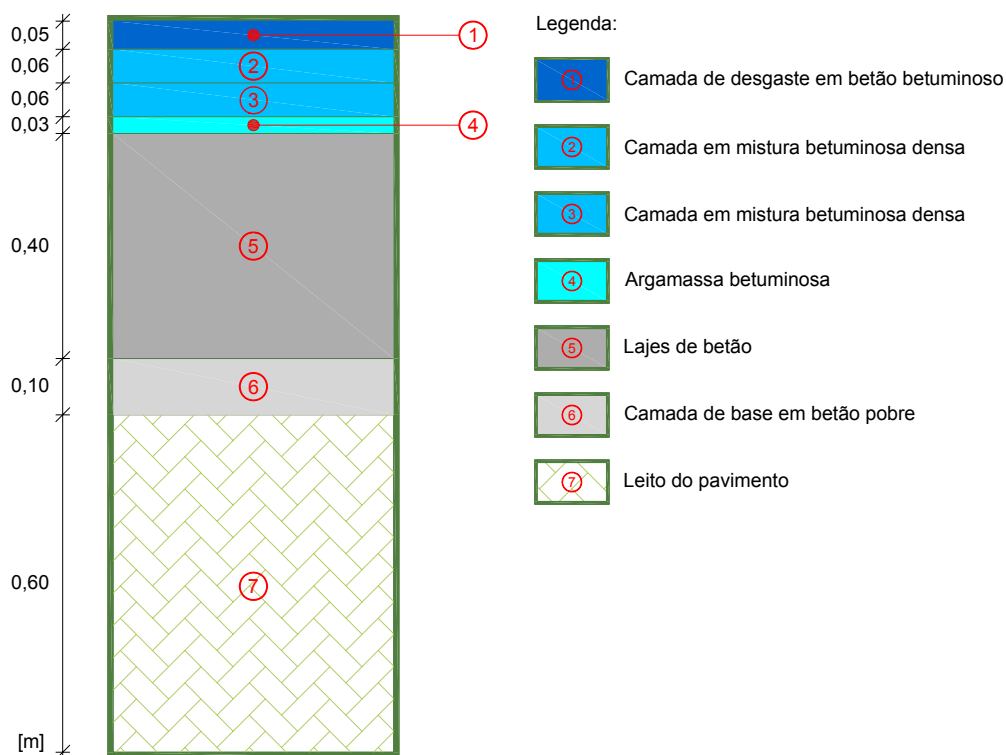 0,05
0,06
0,06
0,03
0,40
0,10
0,60
[m]
1
2
3
4
5
6
7
Legenda:
1 Camada de desgaste em betão betuminoso
2 Camada em mistura betuminosa densa
3 Camada em mistura betuminosa densa
4 Argamassa betuminosa
5 Lajes de betão
6 Camada de base em betão pobre
7 Leito do pavimento